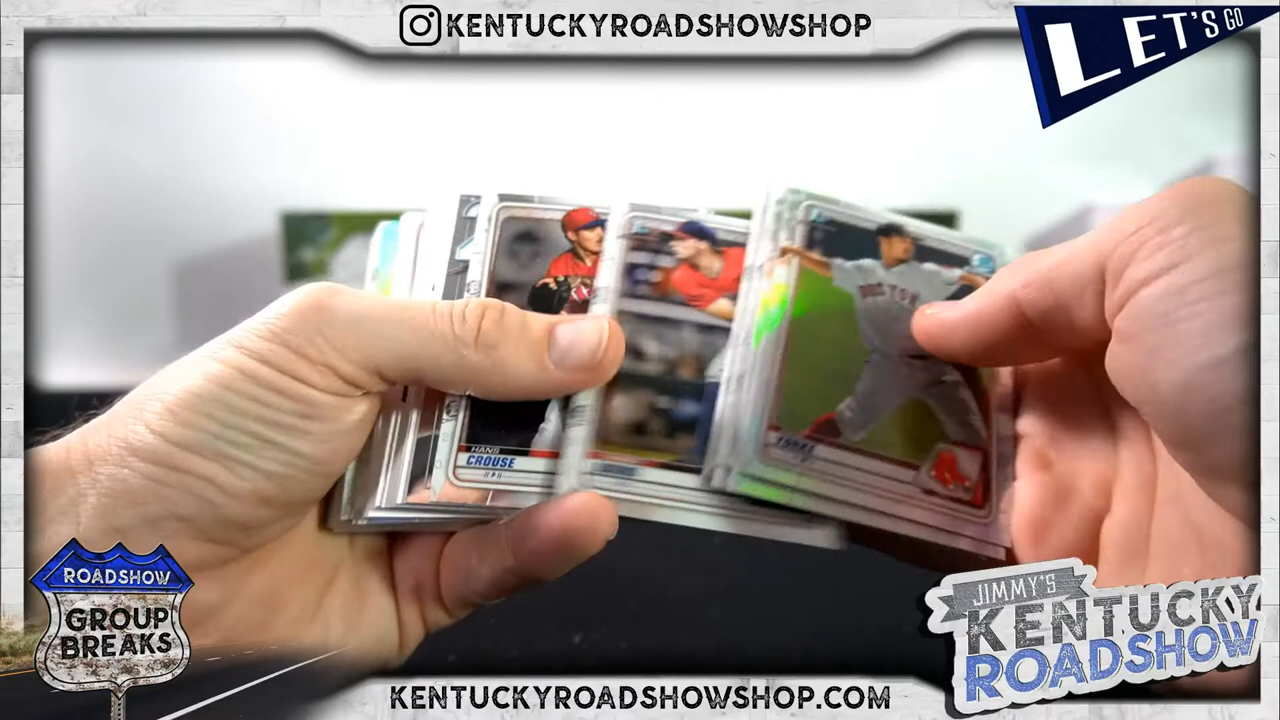 KENTUCKYROADSHOWSHOP
LET'S GO
BOSTON
HANS
CROUSE
P
ROADSHOW
GROUP
BREAKS
JIMMY'S
KENTUCKY
ROADSHOW
KENTUCKYROADSHOWSHOP.COM